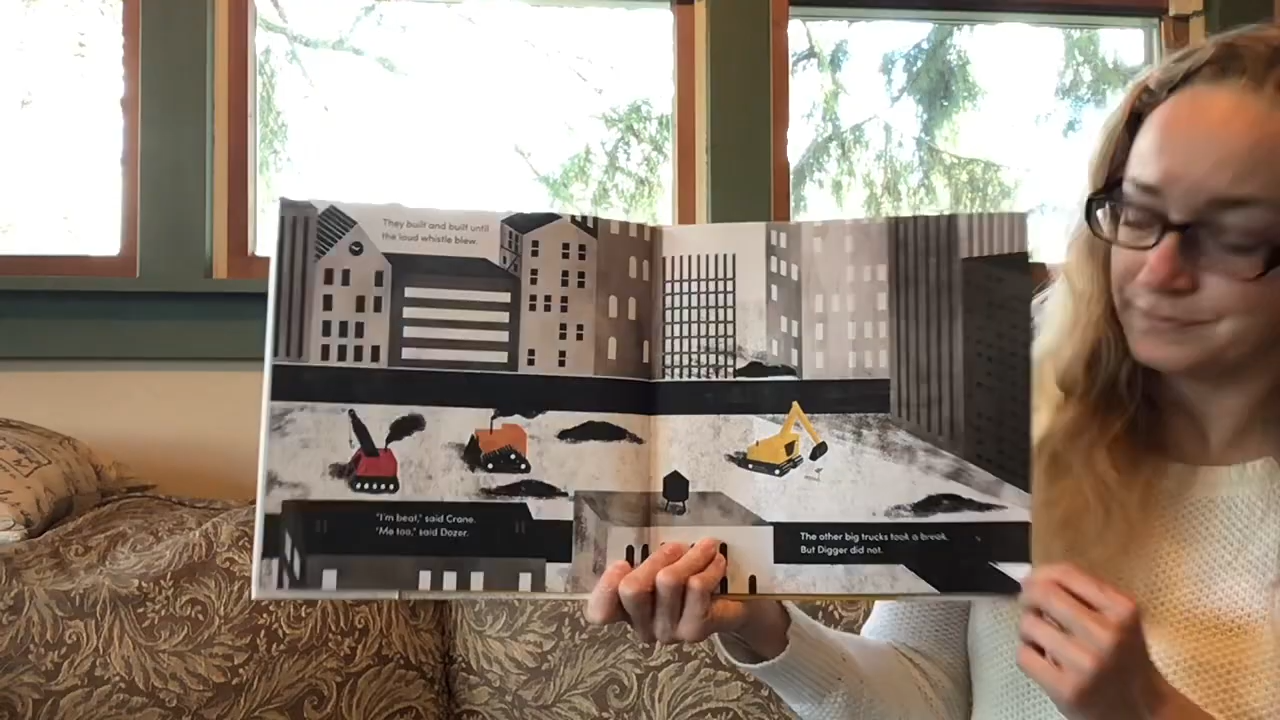 They built and built until
the loud whistle blew.
"I'm beat," said Crane.
"Me too," said Dozer.
The other big trucks took a break.
But Digger did not.